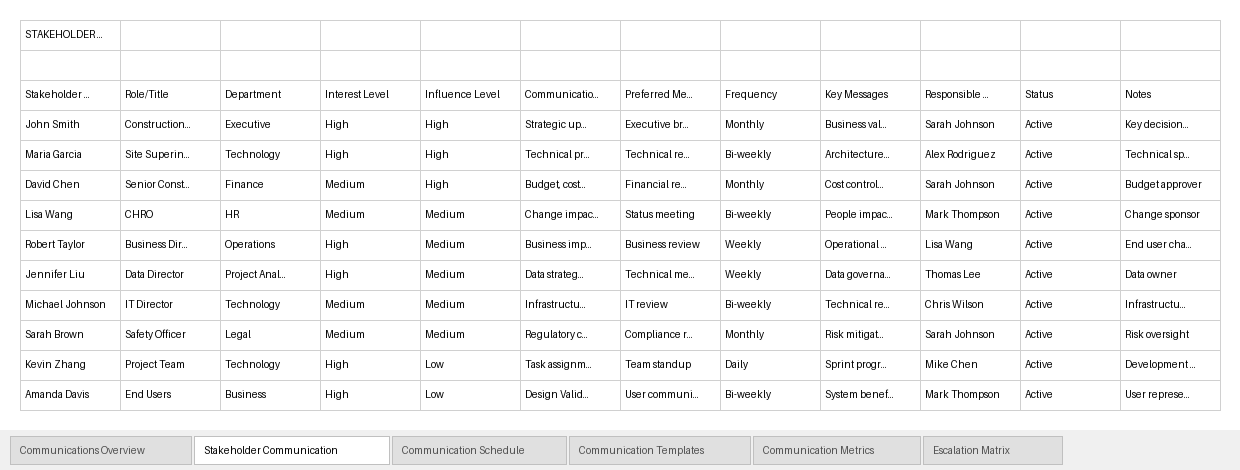 STAKEHOLDER...
Stakeholder ... Role/Title Department Interest Level Influence Level Communicatio... Preferred Me... Frequency Key Messages Responsible ... Status Notes
John Smith Construction... Executive High High Strategic up... Executive br... Monthly Business val... Sarah Johnson Active Key decision...
Maria Garcia Site Superin... Technology High High Technical pr... Technical re... Bi-weekly Architecture... Alex Rodriguez Active Technical sp...
David Chen Senior Const... Finance Medium High Budget, cost... Financial re... Monthly Cost control... Sarah Johnson Active Budget approver
Lisa Wang CHRO HR Medium Medium Change impac... Status meeting Bi-weekly People impac... Mark Thompson Active Change sponsor
Robert Taylor Business Dir... Operations High Medium Business imp... Business review Weekly Operational ... Lisa Wang Active End user cha...
Jennifer Liu Data Director Project Anal... High Medium Data strateg... Technical me... Weekly Data governa... Thomas Lee Active Data owner
Michael Johnson IT Director Technology Medium Medium Infrastructu... IT review Bi-weekly Technical re... Chris Wilson Active Infrastructu...
Sarah Brown Safety Officer Legal Medium Medium Regulatory c... Compliance r... Monthly Risk mitigat... Sarah Johnson Active Risk oversight
Kevin Zhang Project Team Technology High Low Task assignm... Team standup Daily Sprint progr... Mike Chen Active Development ...
Amanda Davis End Users Business High Low Design Valid... User communi... Bi-weekly System benef... Mark Thompson Active User represe...
Communications Overview Stakeholder Communication Communication Schedule Communication Templates Communication Metrics Escalation Matrix